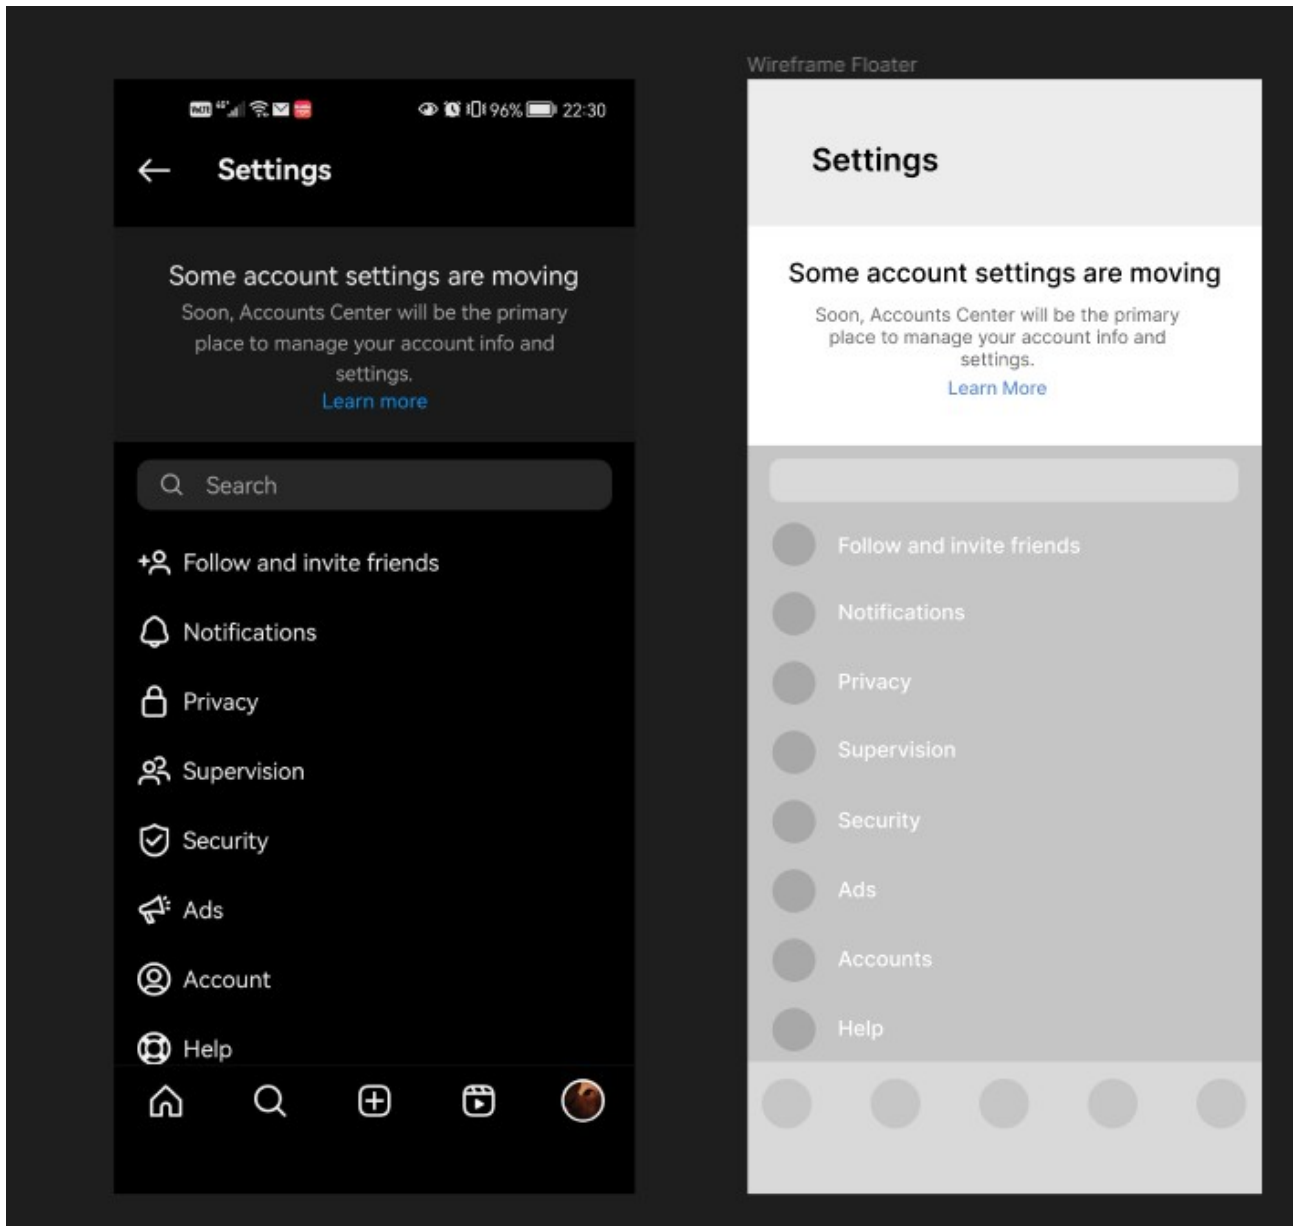 Wireframe Floater
96% 22:30
Settings
Some account settings are moving
Soon, Accounts Center will be the primary
place to manage your account info and
settings.
Learn more
Search
Follow and invite friends
Notifications
Privacy
Supervision
Security
Ads
Account
Help
Settings
Some account settings are moving
Soon, Accounts Center will be the primary
place to manage your account info and
settings.
Learn More
Follow and invite friends
Notifications
Privacy
Supervision
Security
Ads
Accounts
Help